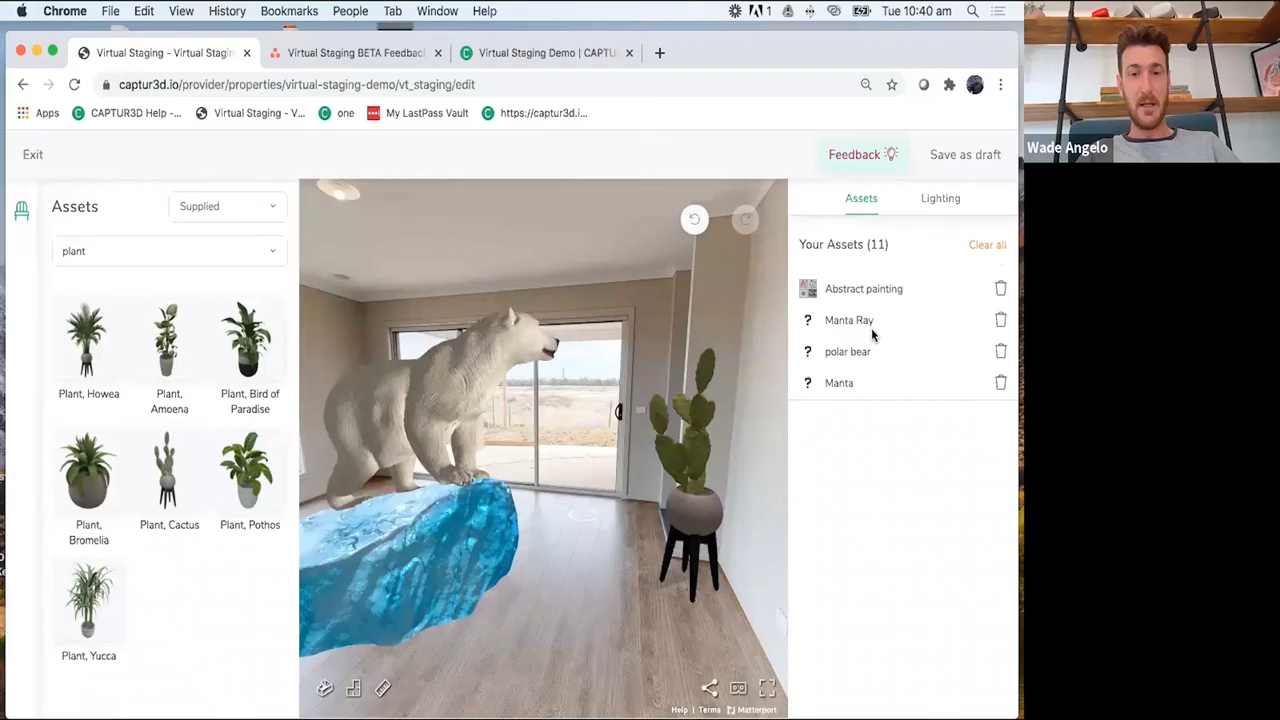 Chrome File Edit View History Bookmarks People Tab Window Help 1 Tue 10:40 am
Virtual Staging - Virtual Stagin Virtual Staging BETA Feedback Virtual Staging Demo | CAPTU
captur3d.io/provider/properties/virtual-staging-demo/vt_staging/edit
Apps CAPTUR3D Help -... Virtual Staging - V... one My LastPass Vault https://captur3d.i...
Wade Angelo
Exit Feedback Save as draft
Assets Supplied
plant
Plant, Howea
Plant, Amoena
Plant, Bird of Paradise
Plant, Bromelia
Plant, Cactus
Plant, Pothos
Plant, Yucca
Help | Terms Matterport
Assets Lighting
Your Assets (11) Clear all
Abstract painting
? Manta Ray
? polar bear
? Manta